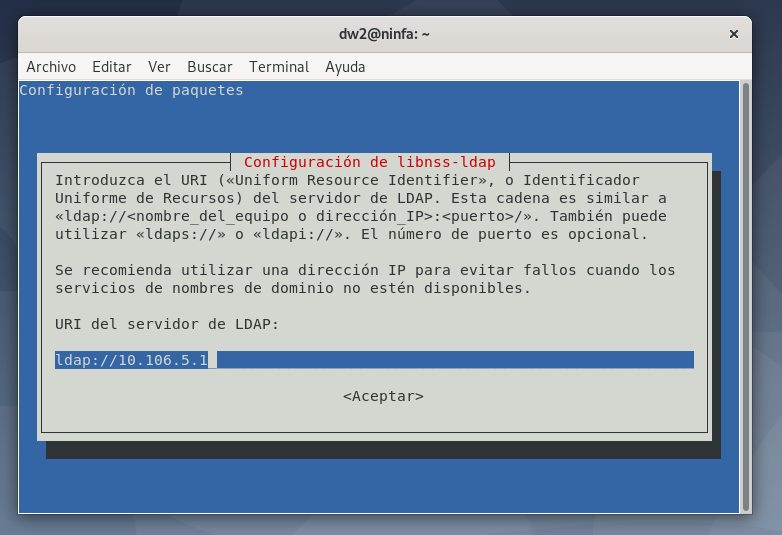 dw2@ninfa: ~
Archivo Editar Ver Buscar Terminal Ayuda
Configuración de paquetes
Configuración de libnss-ldap
Introduzca el URI («Uniform Resource Identifier», o Identificador
Uniforme de Recursos) del servidor de LDAP. Esta cadena es similar a
«ldap://<nombre_del_equipo o dirección_IP>:<puerto>/». También puede
utilizar «ldaps://» o «ldapi://». El número de puerto es opcional.
Se recomienda utilizar una dirección IP para evitar fallos cuando los
servicios de nombres de dominio no estén disponibles.
URI del servidor de LDAP:
ldap://10.106.5.1
<Aceptar>